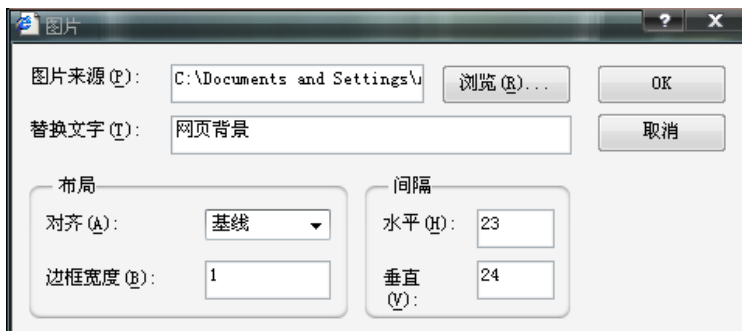 图片
图片来源(P):
C:\Documents and Settings\
浏览(R)...
OK
替换文字(T):
网页背景
取消
布局
对齐(A):
基线
边框宽度(B):
1
间隔
水平(H):
23
垂直
(V):
24